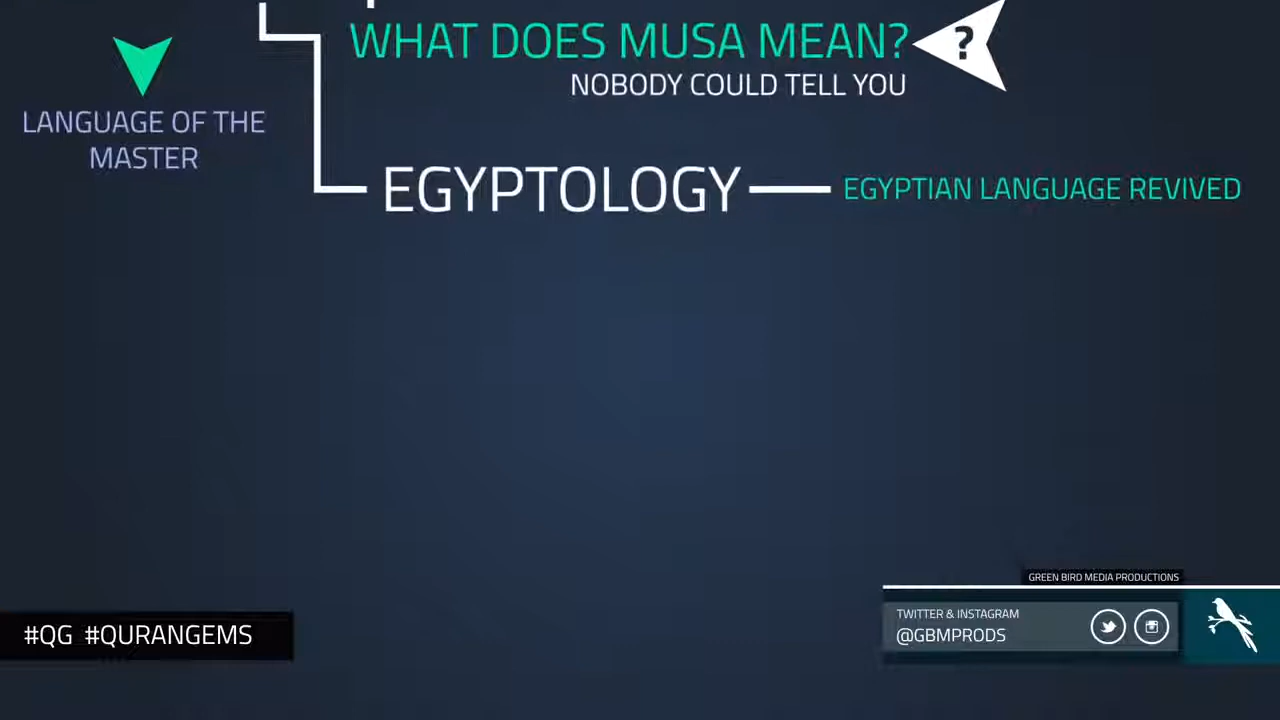 WHAT DOES MUSA MEAN?
?
NOBODY COULD TELL YOU
LANGUAGE OF THE
MASTER
EGYPTOLOGY
EGYPTIAN LANGUAGE REVIVED
GREEN BIRD MEDIA PRODUCTIONS
TWITTER & INSTAGRAM
@GBMPRODS
#QG #QURANGEMS